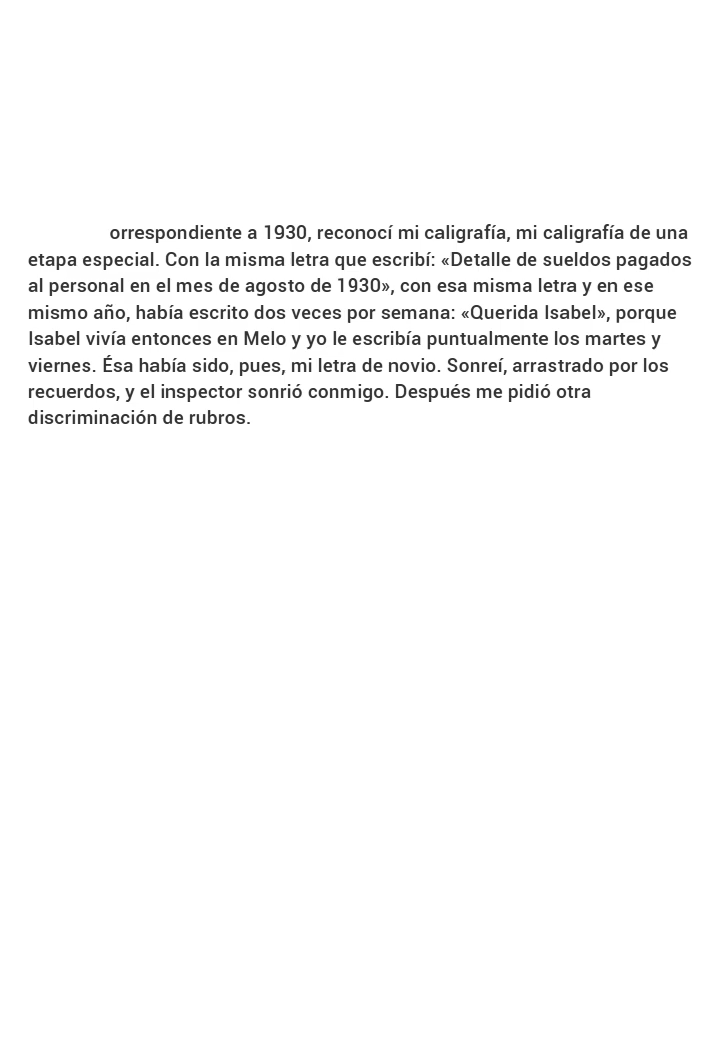 orrespondiente a 1930, reconocí mi caligrafía, mi caligrafía de una
etapa especial. Con la misma letra que escribí: «Detalle de sueldos pagados
al personal en el mes de agosto de 1930», con esa misma letra y en ese
mismo año, había escrito dos veces por semana: «Querida Isabel», porque
Isabel vivía entonces en Melo y yo le escribía puntualmente los martes y
viernes. Ésa había sido, pues, mi letra de novio. Sonreí, arrastrado por los
recuerdos, y el inspector sonrió conmigo. Después me pidió otra
discriminación de rubros.